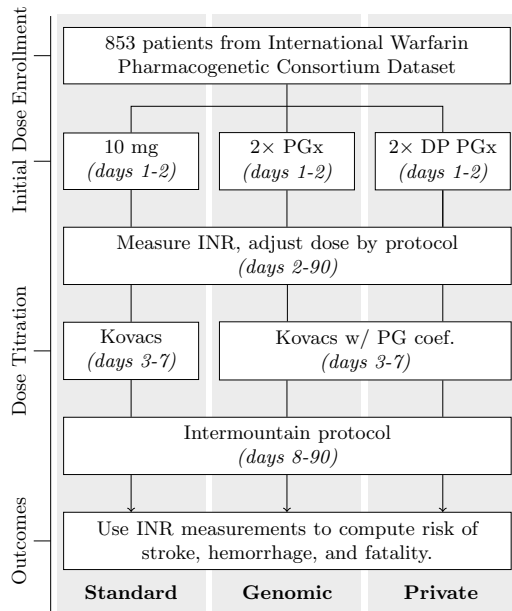 Enrollment
853 patients from International Warfarin
Pharmacogenetic Consortium Dataset
Initial Dose
10 mg
(days 1-2)
2× PGx
(days 1-2)
2× DP PGx
(days 1-2)
Measure INR, adjust dose by protocol
(days 2-90)
Dose Titration
Kovacs
(days 3-7)
Kovacs w/ PG coef.
(days 3-7)
Intermountain protocol
(days 8-90)
Outcomes
Use INR measurements to compute risk of
stroke, hemorrhage, and fatality.
Standard
Genomic
Private